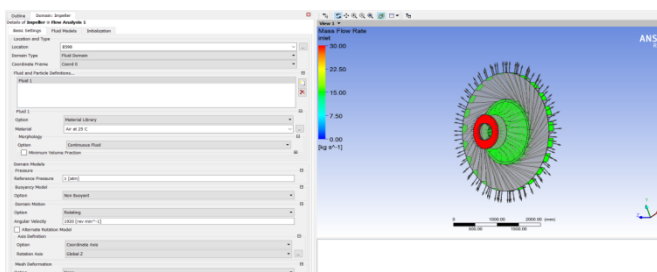 Outline Domain: Impeller
Details of Impeller in Flow Analysis 1
Basic Settings Fluid Models Initialization
Location and Type
Location B598
Domain Type Fluid Domain
Coordinate Frame Coord 0
Fluid and Particle Definitions...
Fluid 1
Fluid 1
Option Material Library
Material Air at 25 C
Morphology
Option Continuous Fluid
Minimum Volume Fraction
Domain Models
Pressure
Reference Pressure 1 [atm]
Buoyancy Model
Option Non Buoyant
Domain Motion
Option Rotating
Angular Velocity
Alternate Rotation Model
Axis Definition
Option Coordinate Axis
Rotation Axis Global Z
Mesh Deformation
Option None
View 1
Mass Flow Rate
inlet
30.00
22.50
15.00
7.50
0.00
[kg s^-1]
ANS
0 1000.00 2000.00 (mm)
500.00 1500.00
Y
Z